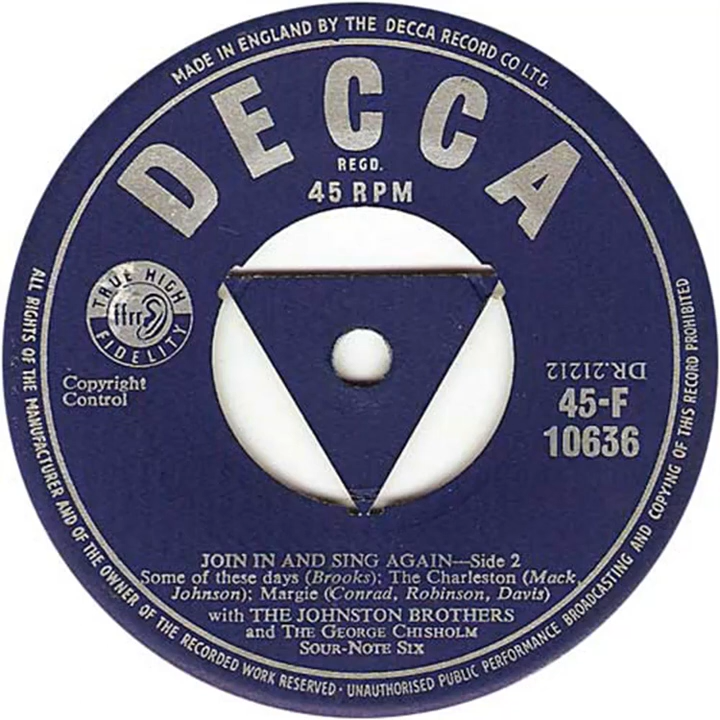 MADE IN ENGLAND BY THE DECCA RECORD CO LTD.
DECCA
REGD.
45 RPM
TRUE HIGH
ffrr
FIDELITY
Copyright
Control
DR.21212
45-F
10636
JOIN IN AND SING AGAIN—Side 2
Some of these days (Brooks); The Charleston (Mack,
Johnson); Margie (Conrad, Robinson, Davis)
with THE JOHNSTON BROTHERS
and THE GEORGE CHISHOLM
SOUR-NOTE SIX
ALL RIGHTS OF THE MANUFACTURER AND OF THE OWNER OF THE RECORDED WORK RESERVED · UNAUTHORISED PUBLIC PERFORMANCE BROADCASTING AND COPYING OF THIS RECORD PROHIBITED